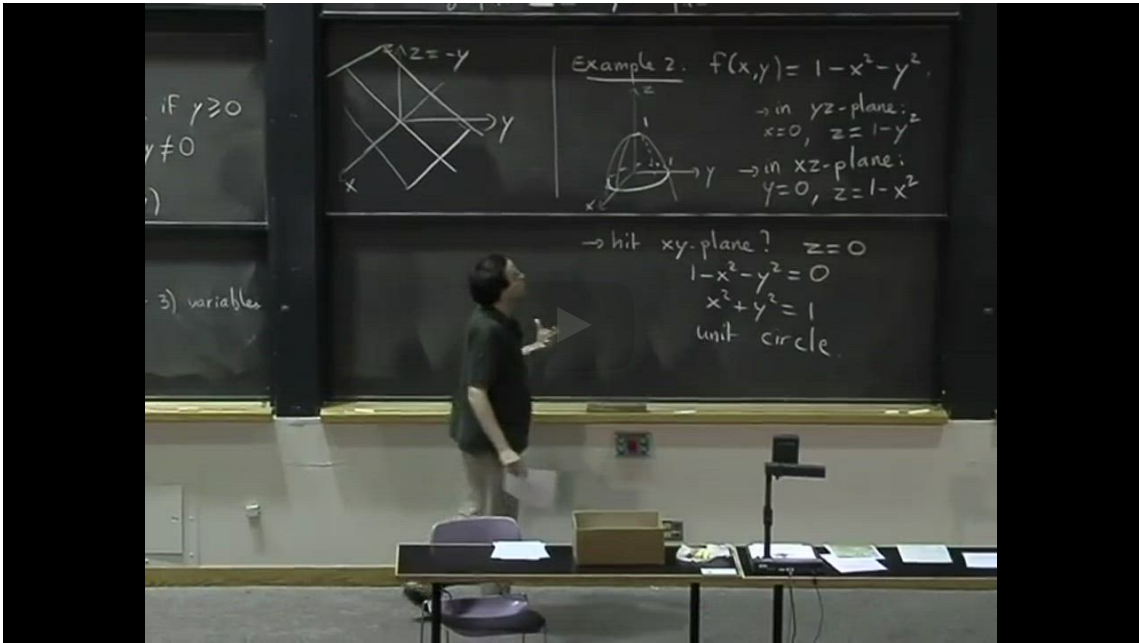 if y ≥ 0
y ≠ 0
3) variables
z = -y
y
x
Example 2. f(x,y) = 1 - x² - y².
→ in yz-plane:
x=0, z = 1-y²
→ in xz-plane:
y=0, z = 1-x²
z
1
1
y
x
→ hit xy-plane? z=0
1-x²-y² = 0
x²+y² = 1
unit circle.